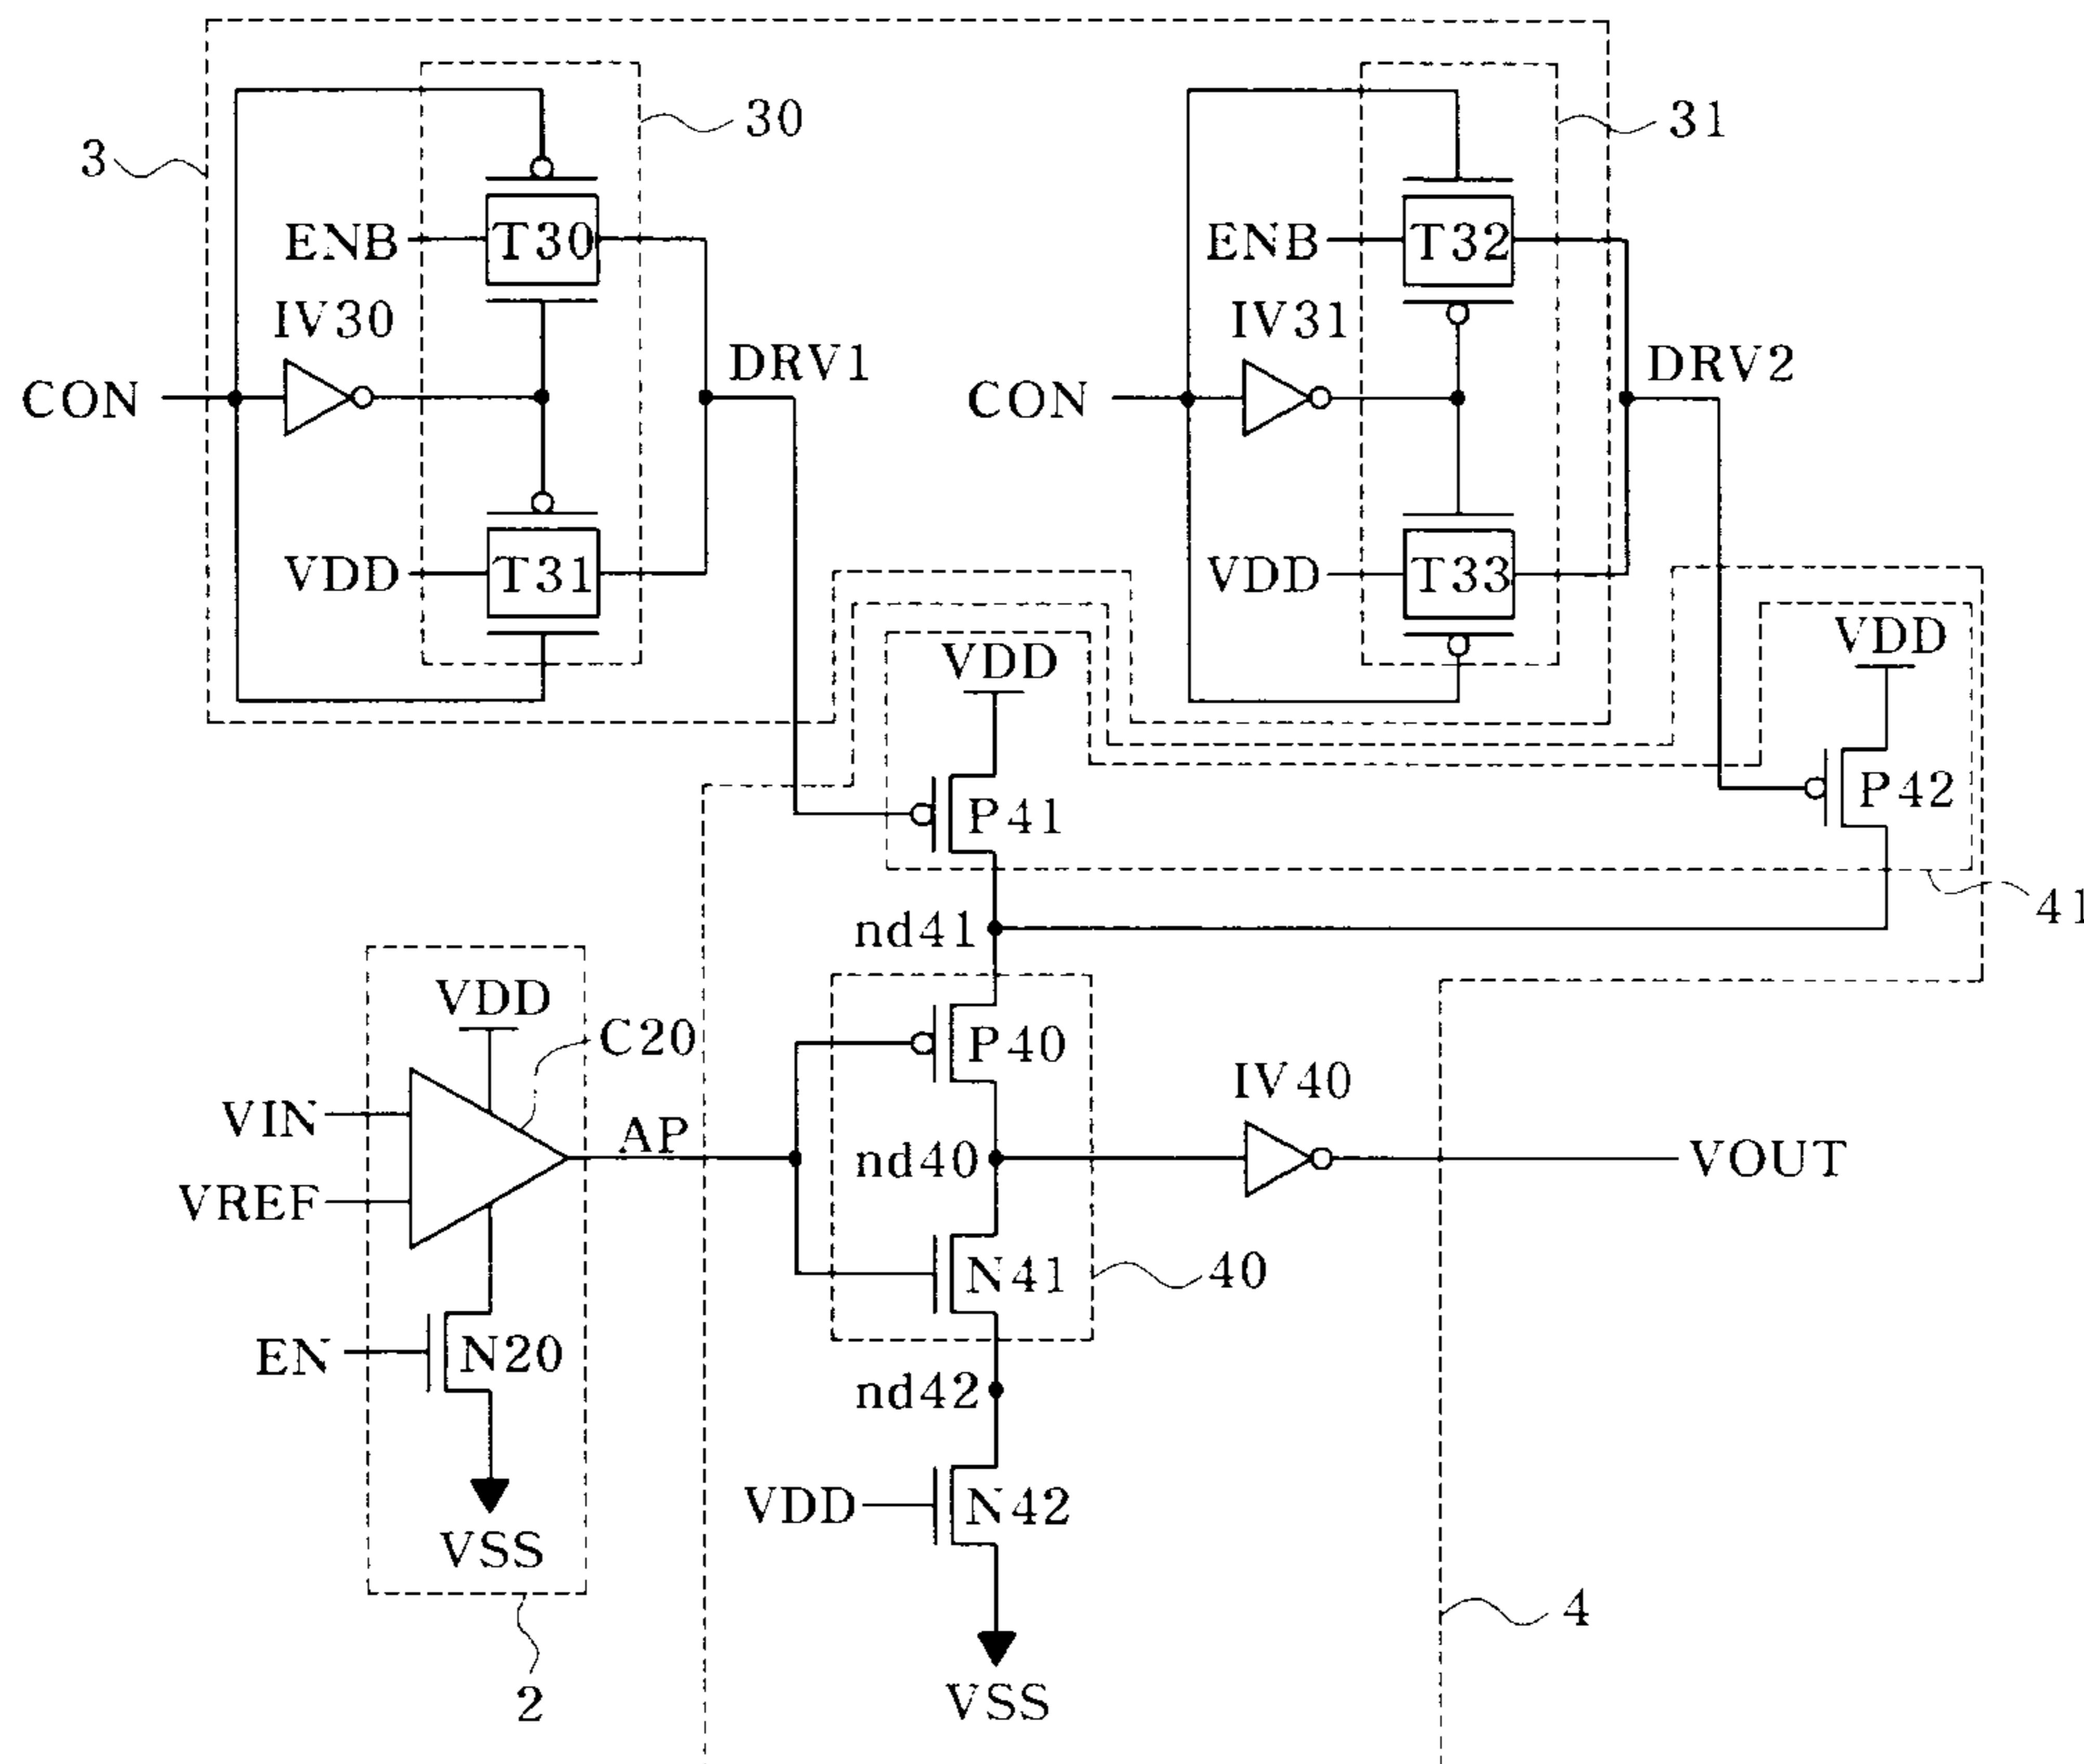 3
30
31
ENB
T30
ENB
T32
IV30
IV31
CON
DRV1
CON
DRV2
VDD
T31
VDD
T33
VDD
VDD
P41
P42
nd41
41
VDD
C20
P40
IV40
VIN
AP
nd40
VOUT
VREF
N41
40
EN
N20
nd42
VDD
N42
VSS
4
2
VSS